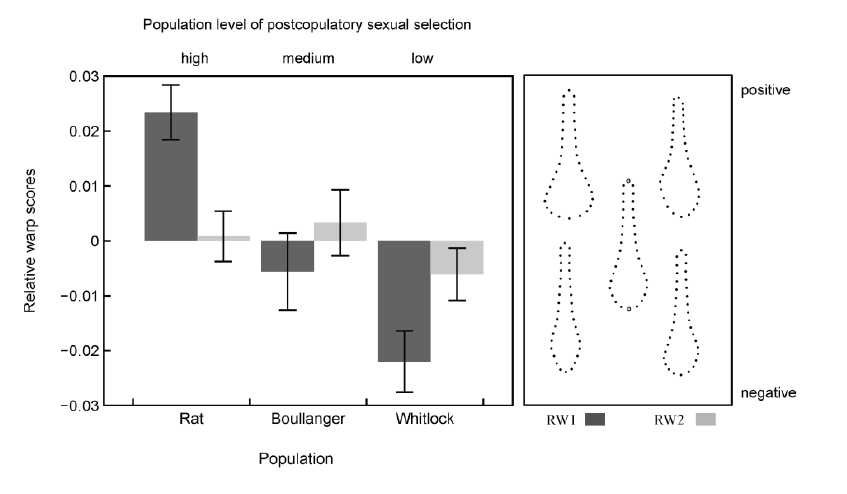 Population level of postcopulatory sexual selection
high medium low
0.03
0.02
0.01
0
−0.01
−0.02
−0.03
Relative warp scores
Rat Boullanger Whitlock
Population
positive
negative
RW1 RW2